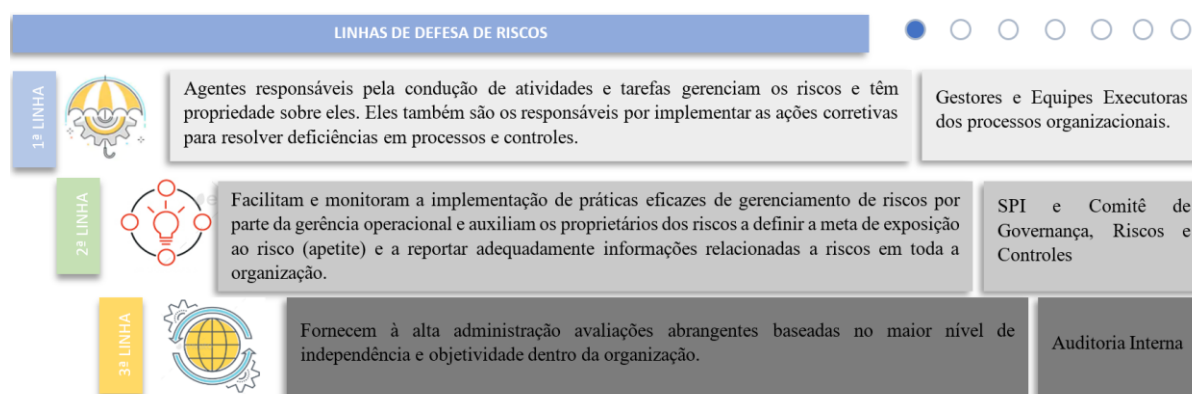 LINHAS DE DEFESA DE RISCOS
1ª LINHA
Agentes responsáveis pela condução de atividades e tarefas gerenciam os riscos e têm
propriedade sobre eles. Eles também são os responsáveis por implementar as ações corretivas
para resolver deficiências em processos e controles.
Gestores e Equipes Executoras
dos processos organizacionais.
2ª LINHA
Facilitam e monitoram a implementação de práticas eficazes de gerenciamento de riscos por
parte da gerência operacional e auxiliam os proprietários dos riscos a definir a meta de exposição
ao risco (apetite) e a reportar adequadamente informações relacionadas a riscos em toda a
organização.
SPI e Comitê de
Governança, Riscos e
Controles
3ª LINHA
Fornecem à alta administração avaliações abrangentes baseadas no maior nível de
independência e objetividade dentro da organização.
Auditoria Interna